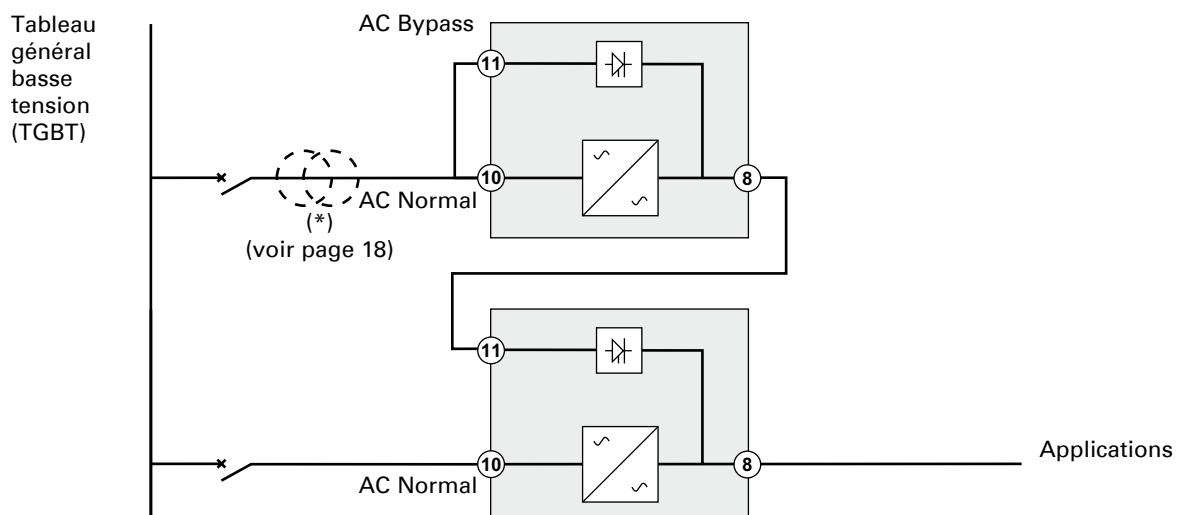 Tableau
général
basse
tension
(TGBT)
AC Bypass
11
10
8
AC Normal
(*)
(voir page 18)
11
10
8
AC Normal
Applications